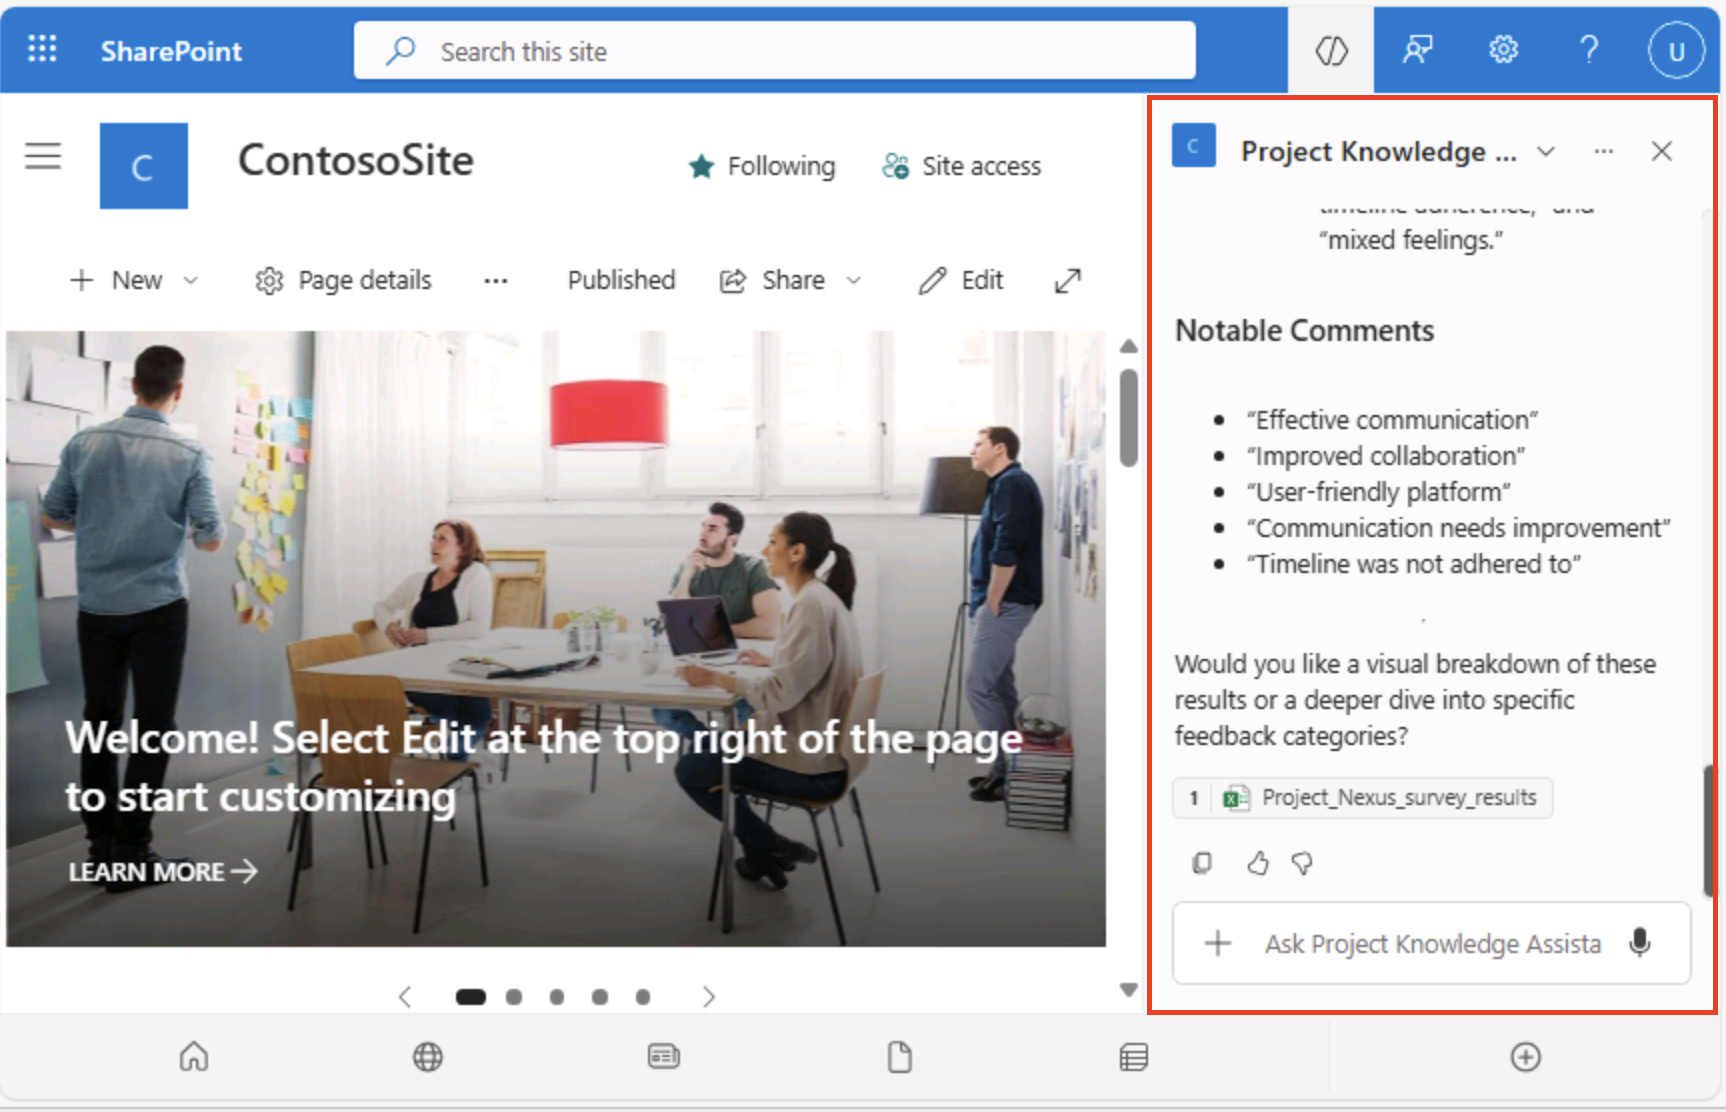 SharePoint
Search this site
U
C
ContosoSite
Following
Site access
New
Page details
Published
Share
Edit
Welcome! Select Edit at the top right of the page
to start customizing
LEARN MORE
C
Project Knowledge ...
timeline adherence,” and
“mixed feelings.”
Notable Comments
“Effective communication”
“Improved collaboration”
“User-friendly platform”
“Communication needs improvement”
“Timeline was not adhered to”
Would you like a visual breakdown of these
results or a deeper dive into specific
feedback categories?
1 Project_Nexus_survey_results
Ask Project Knowledge Assista